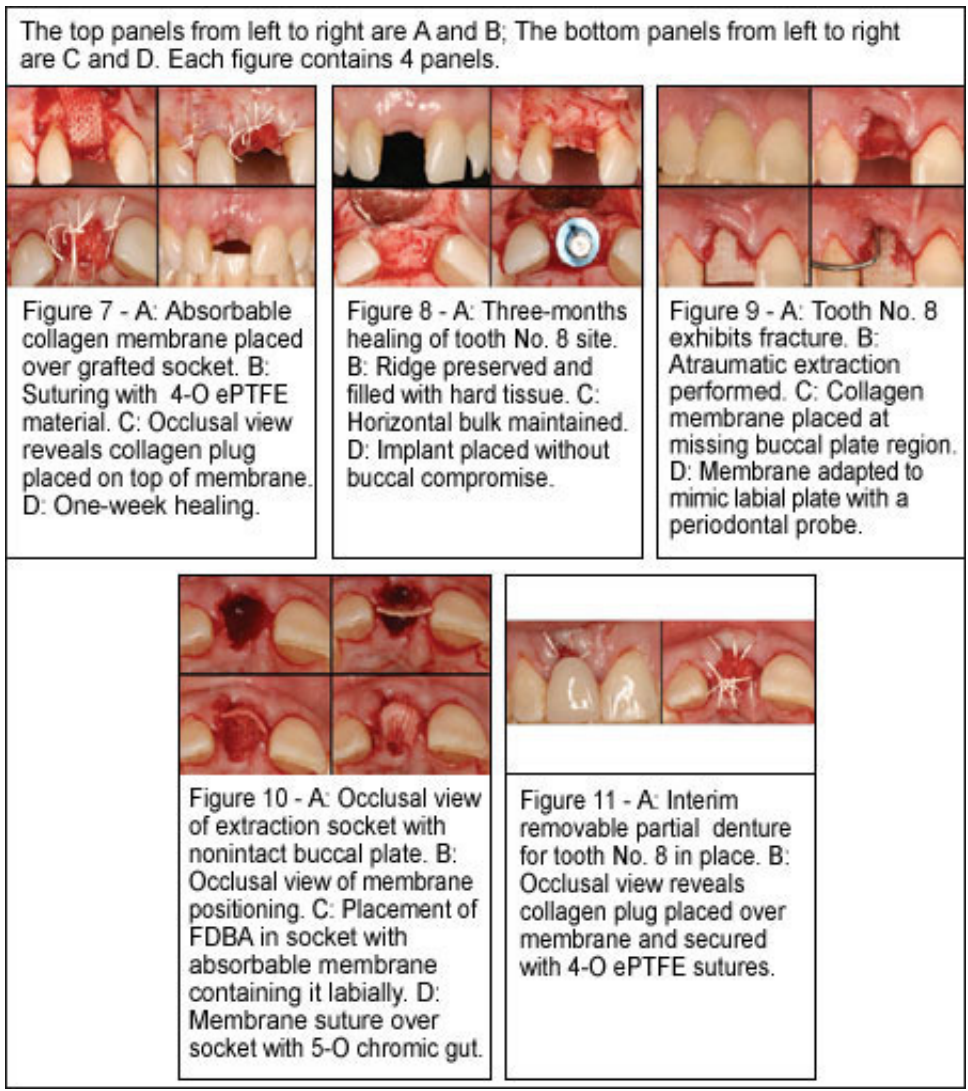 The top panels from left to right are A and B; The bottom panels from left to right
are C and D. Each figure contains 4 panels.
Figure 7 - A: Absorbable
collagen membrane placed
over grafted socket. B:
Suturing with 4-O ePTFE
material. C: Occlusal view
reveals collagen plug
placed on top of membrane.
D: One-week healing.
Figure 8 - A: Three-months
healing of tooth No. 8 site.
B: Ridge preserved and
filled with hard tissue. C:
Horizontal bulk maintained.
D: Implant placed without
buccal compromise.
Figure 9 - A: Tooth No. 8
exhibits fracture. B:
Atraumatic extraction
performed. C: Collagen
membrane placed at
missing buccal plate region.
D: Membrane adapted to
mimic labial plate with a
periodontal probe.
Figure 10 - A: Occlusal view
of extraction socket with
nonintact buccal plate. B:
Occlusal view of membrane
positioning. C: Placement of
FDBA in socket with
absorbable membrane
containing it labially. D:
Membrane suture over
socket with 5-O chromic gut.
Figure 11 - A: Interim
removable partial denture
for tooth No. 8 in place. B:
Occlusal view reveals
collagen plug placed over
membrane and secured
with 4-O ePTFE sutures.